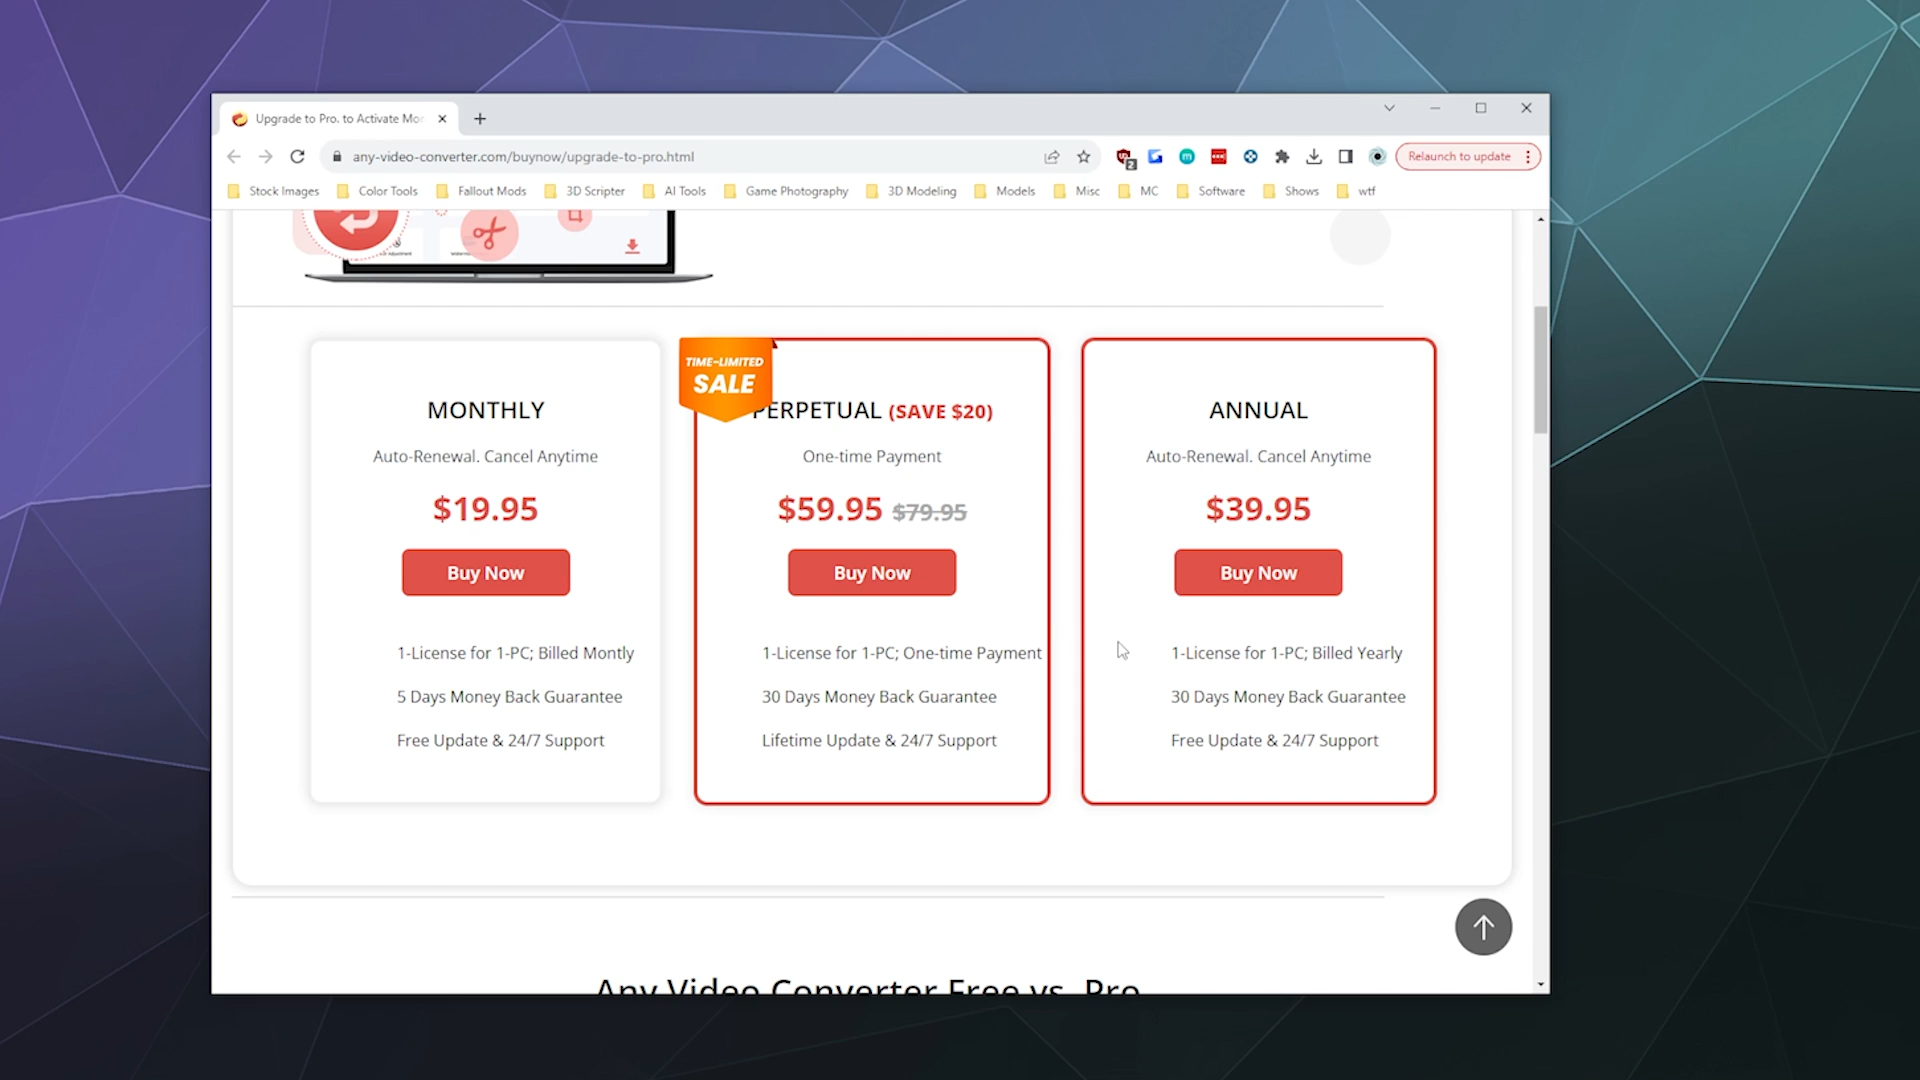 Upgrade to Pro. to Activate Mor
any-video-converter.com/buynow/upgrade-to-pro.html
2
Relaunch to update
Stock Images
Color Tools
Fallout Mods
3D Scripter
AI Tools
Game Photography
3D Modeling
Models
Misc
MC
Software
Shows
wtf
MONTHLY
Auto-Renewal. Cancel Anytime
$19.95
Buy Now
1-License for 1-PC; Billed Montly
5 Days Money Back Guarantee
Free Update & 24/7 Support
TIME-LIMITED
SALE
PERPETUAL (SAVE $20)
One-time Payment
$59.95 $79.95
Buy Now
1-License for 1-PC; One-time Payment
30 Days Money Back Guarantee
Lifetime Update & 24/7 Support
ANNUAL
Auto-Renewal. Cancel Anytime
$39.95
Buy Now
1-License for 1-PC; Billed Yearly
30 Days Money Back Guarantee
Free Update & 24/7 Support
Any Video Converter Free vs. Pro